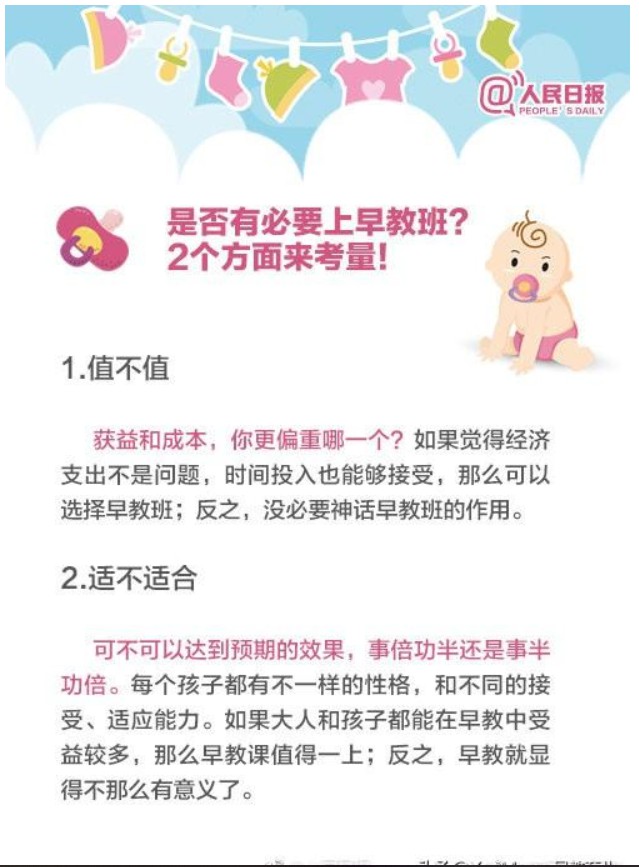 @人民日报
PEOPLE'S DAILY
是否有必要上早教班？
2个方面来考量！
1.值不值
获益和成本，你更偏重哪一个？如果觉得经济
支出不是问题，时间投入也能够接受，那么可以
选择早教班；反之，没必要神话早教班的作用。
2.适不适合
可不可以达到预期的效果，事倍功半还是事半
功倍。每个孩子都有不一样的性格，和不同的接
受、适应能力。如果大人和孩子都能在早教中受
益较多，那么早教课值得一上；反之，早教就显
得不那么有意义了。